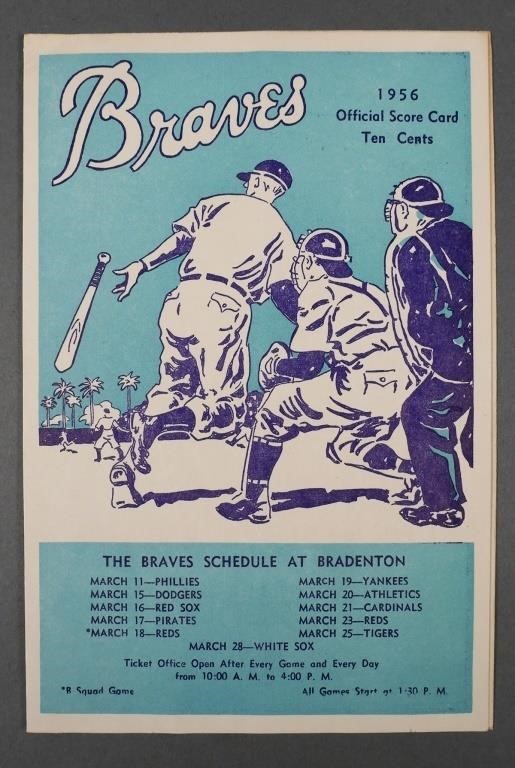 Braves
1956
Official Score Card
Ten Cents
THE BRAVES SCHEDULE AT BRADENTON
MARCH 11—PHILLIES
MARCH 15—DODGERS
MARCH 16—RED SOX
MARCH 17—PIRATES
*MARCH 18—REDS
MARCH 19—YANKEES
MARCH 20—ATHLETICS
MARCH 21—CARDINALS
MARCH 23—REDS
MARCH 25—TIGERS
MARCH 28—WHITE SOX
Ticket Office Open After Every Game and Every Day
from 10:00 A. M. to 4:00 P. M.
*B Squad Game
All Games Start at 1:30 P. M.